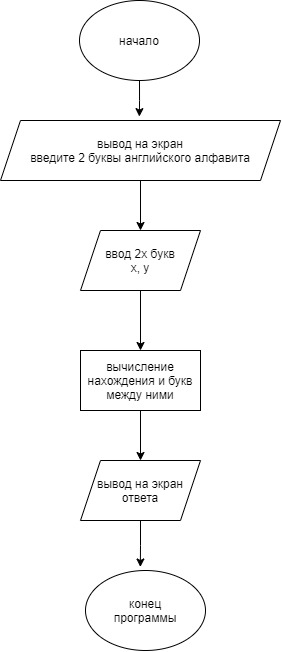 начало
вывод на экран
введите 2 буквы английского алфавита
ввод 2х букв
х, у
вычисление
нахождения и букв
между ними
вывод на экран
ответа
конец
программы